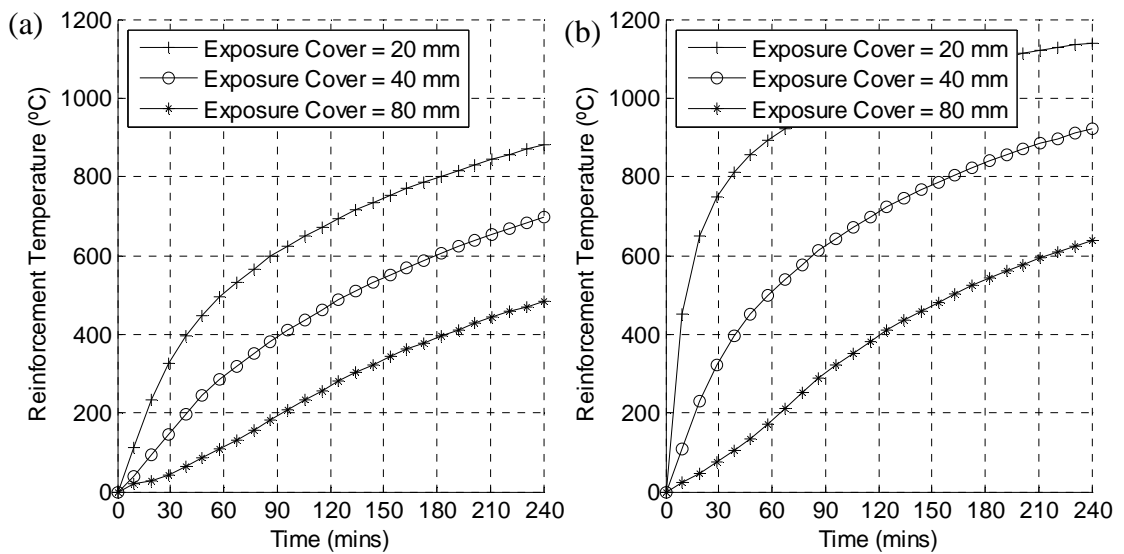 (a)
Exposure Cover = 20 mm
Exposure Cover = 40 mm
Exposure Cover = 80 mm
Reinforcement Temperature (ºC)
1200
1000
800
600
400
200
0
0 30 60 90 120 150 180 210 240
Time (mins)
(b)
Exposure Cover = 20 mm
Exposure Cover = 40 mm
Exposure Cover = 80 mm
Reinforcement Temperature (ºC)
1200
1000
800
600
400
200
0
0 30 60 90 120 150 180 210 240
Time (mins)